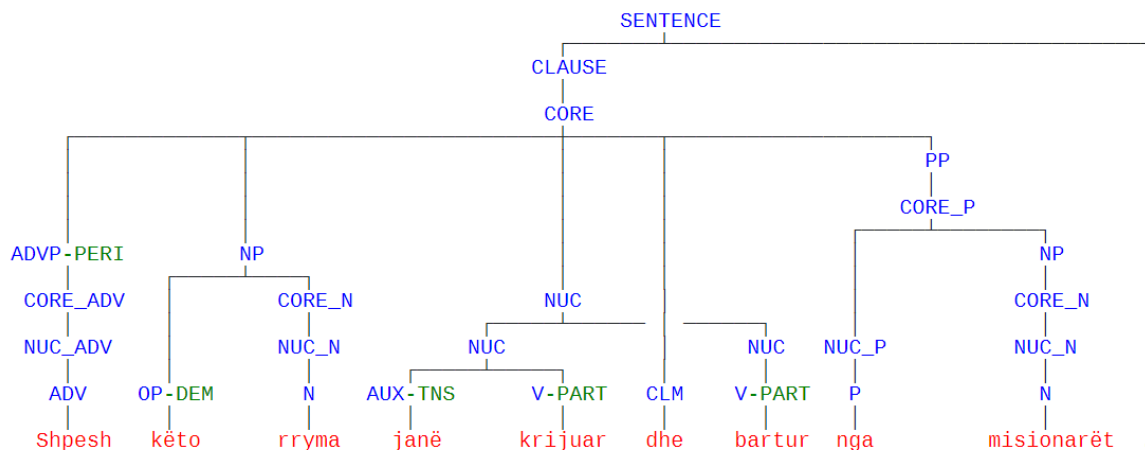 SENTENCE
CLAUSE
CORE
PP
CORE_P
ADVP-PERI NP NP
CORE_ADV CORE_N NUC CORE_N
NUC_ADV NUC_N NUC NUC NUC_P NUC_N
ADV OP-DEM N AUX-TNS V-PART CLM V-PART P N
Shpesh këto rryma janë krijuar dhe bartur nga misionarët